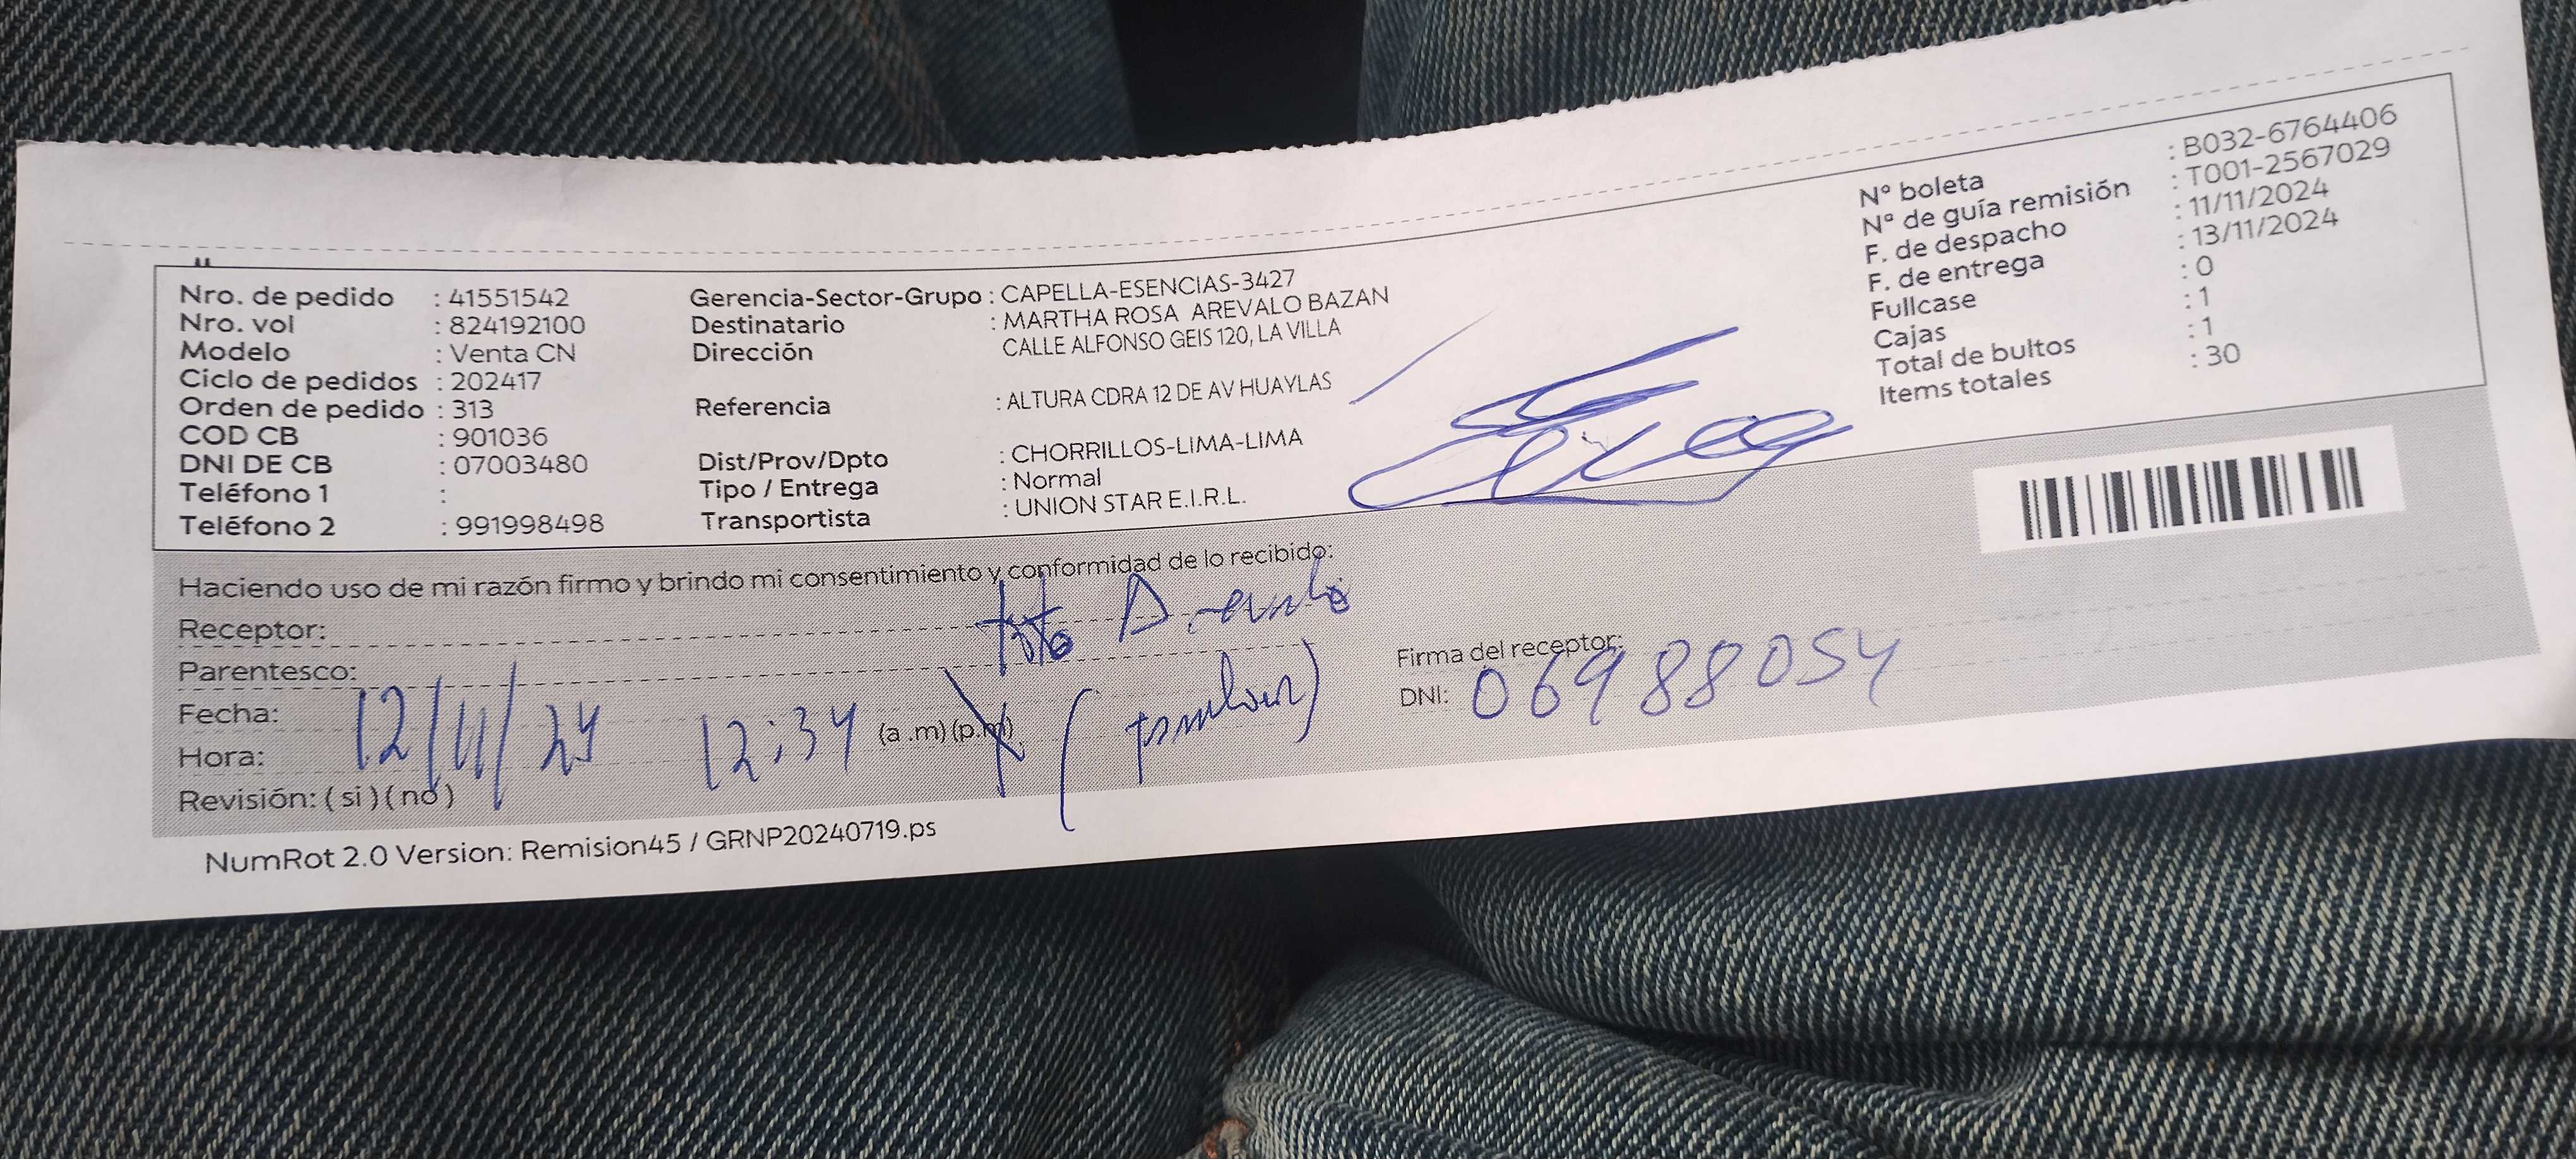 Nro. de pedido : 41551542
Nro. vol : 824192100
Modelo : Venta CN
Ciclo de pedidos : 202417
Orden de pedido : 313
COD CB : 901036
DNI DE CB : 07003480
Teléfono 1 :
Teléfono 2 : 991998498
Gerencia-Sector-Grupo : CAPELLA-ESENCIAS-3427
Destinatario : MARTHA ROSA AREVALO BAZAN
Dirección CALLE ALFONSO GEIS 120, LA VILLA
Referencia : ALTURA CDRA 12 DE AV HUAYLAS
Dist/Prov/Dpto : CHORRILLOS-LIMA-LIMA
Tipo / Entrega : Normal
Transportista : UNION STAR E.I.R.L.
N° boleta : B032-6764406
N° de guía remisión : T001-2567029
F. de despacho : 11/11/2024
F. de entrega : 13/11/2024
Fullcase : 0
Cajas : 1
Total de bultos : 1
Items totales : 30
Haciendo uso de mi razón firmo y brindo mi consentimiento y conformidad de lo recibido:
Receptor: Arevalo
Parentesco:
Fecha: 12/11/24
Hora: 12:34 (a .m) (p.m)
Revisión: ( si ) ( no )
Firma del receptor:
DNI: 06988054
NumRot 2.0 Version: Remision45 / GRNP20240719.ps